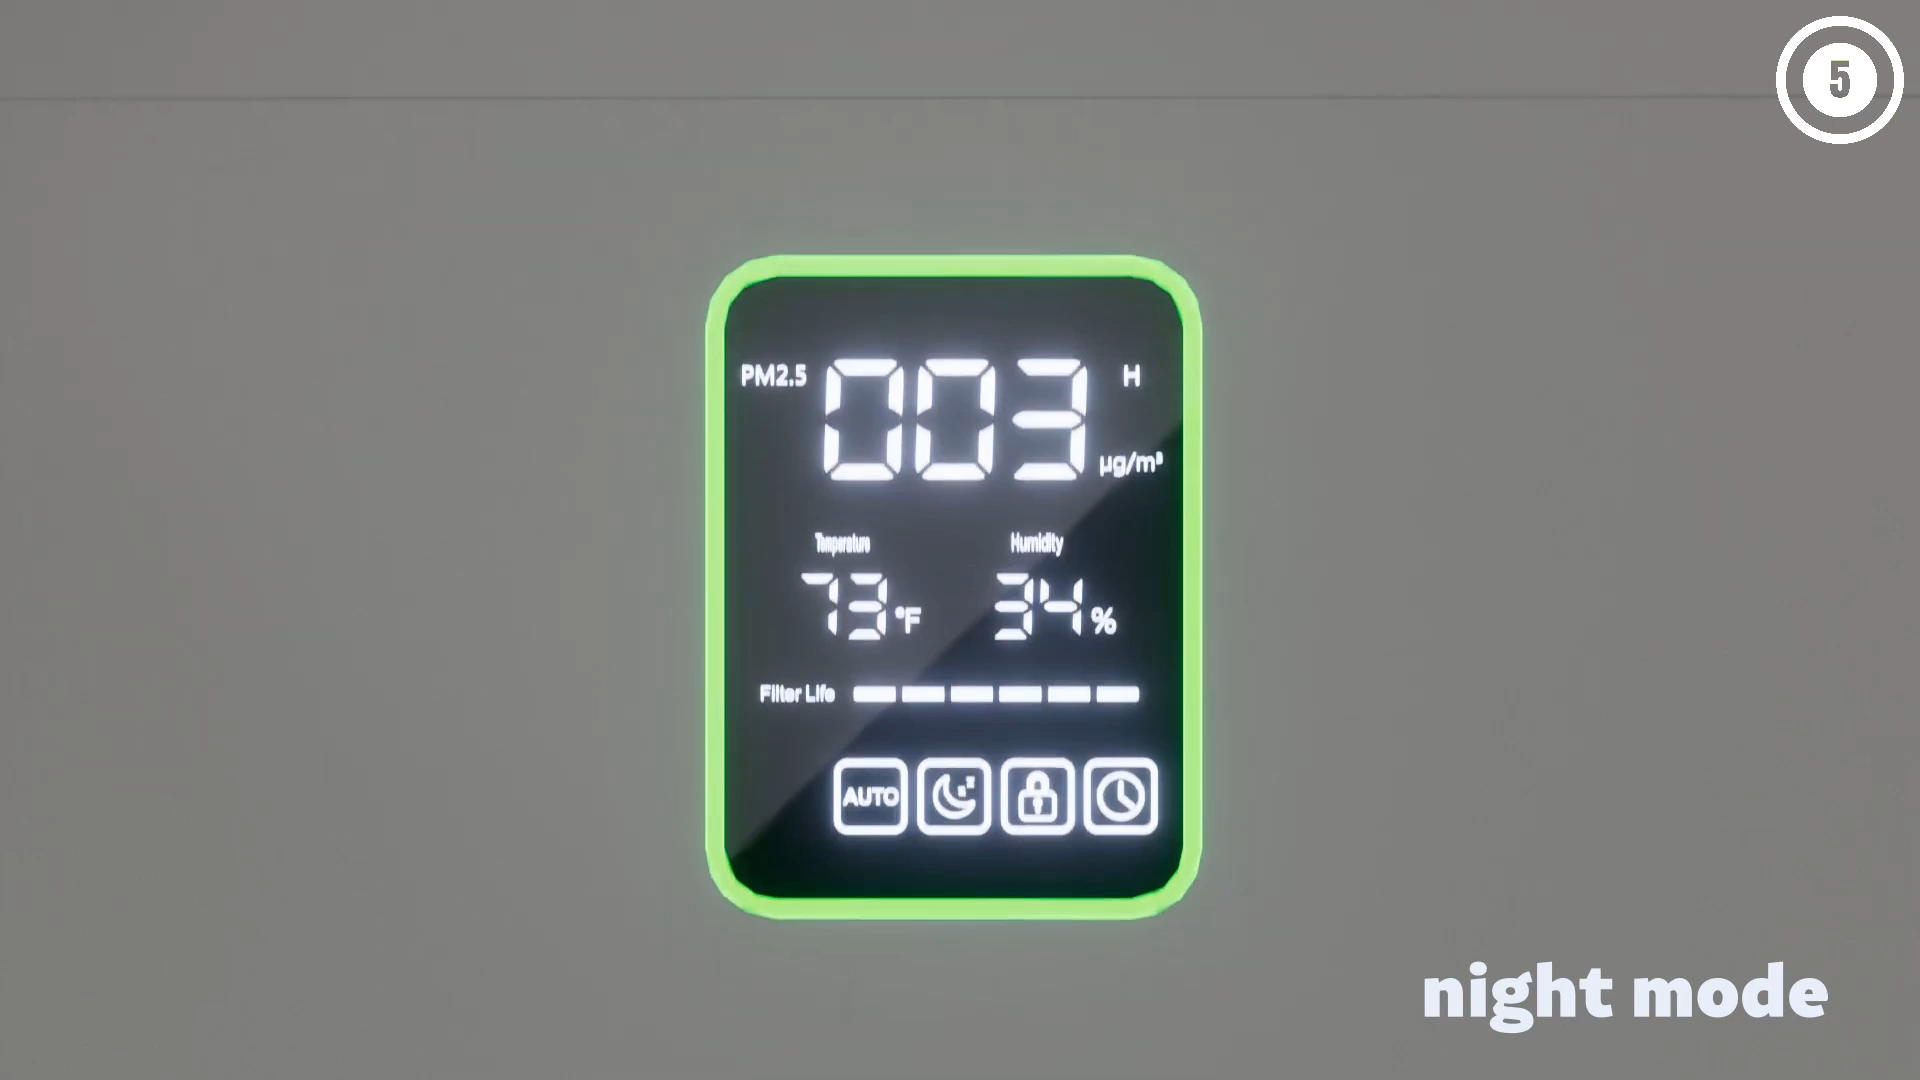 5
PM2.5 003 H
µg/m³
Temperature Humidity
73 °F 34 %
Filter Life
AUTO
night mode